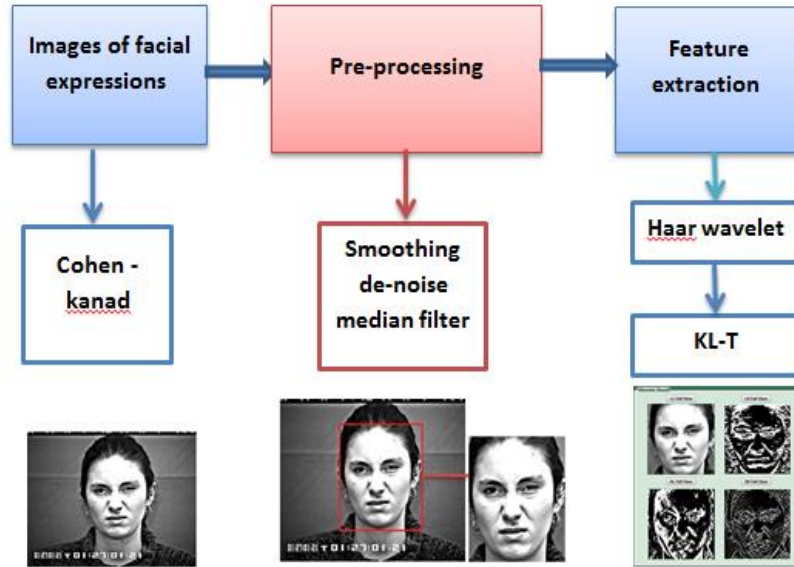 Images of facial
expressions
Pre-processing
Feature
extraction
Cohen -
kanad
Smoothing
de-noise
median filter
Haar wavelet
KL-T